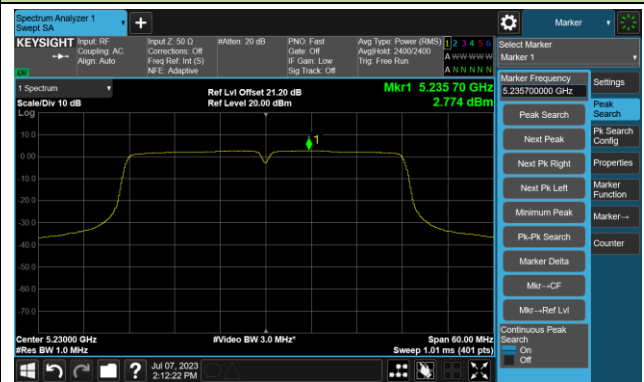 Spectrum Analyzer 1
Swept SA
+
Marker
KEYSIGHT
Input: RF
Coupling: AC
Align: Auto
Input Z: 50 Ω
Corrections: Off
Freq Ref: Int (S)
NFE: Adaptive
#Atten: 20 dB
PNO: Fast
Gate: Off
IF Gain: Low
Sig Track: Off
Avg Type: Power (RMS)
Avg|Hold: 2400/2400
Trig: Free Run
1 2 3 4 5 6
A W W W W W
A N N N N N
LXI
Select Marker
Marker 1
1 Spectrum
Scale/Div 10 dB
Log
Ref Lvl Offset 21.20 dB
Ref Level 20.00 dBm
Mkr1 5.235 70 GHz
2.774 dBm
1
10.0
0.00
-10.0
-20.0
-30.0
-40.0
-50.0
-60.0
-70.0
Center 5.23000 GHz
#Res BW 1.0 MHz
#Video BW 3.0 MHz*
Span 60.00 MHz
Sweep 1.01 ms (401 pts)
Marker Frequency
5.235700000 GHz
Peak Search
Next Peak
Next Pk Right
Next Pk Left
Minimum Peak
Pk-Pk Search
Marker Delta
Mkr→CF
Mkr→Ref Lvl
Continuous Peak
Search
On
Off
Settings
Peak
Search
Pk Search
Config
Properties
Marker
Function
Marker→
Counter
?
Jul 07, 2023
2:12:22 PM